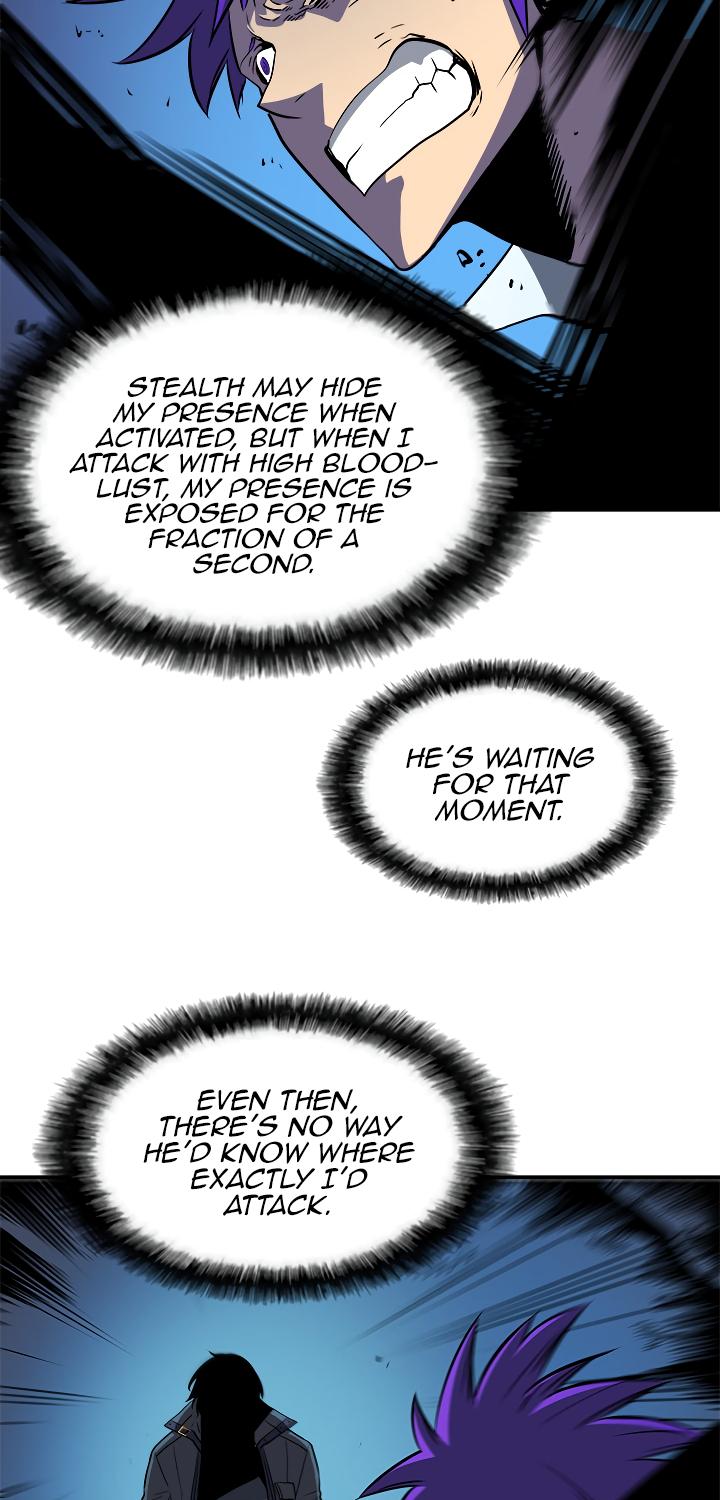 STEALTH MAY HIDE
MY PRESENCE WHEN
ACTIVATED, BUT WHEN I
ATTACK WITH HIGH BLOOD-
LUST, MY PRESENCE IS
EXPOSED FOR THE
FRACTION OF A
SECOND.
HE'S WAITING
FOR THAT
MOMENT.
EVEN THEN,
THERE'S NO WAY
HE'D KNOW WHERE
EXACTLY I'D
ATTACK.